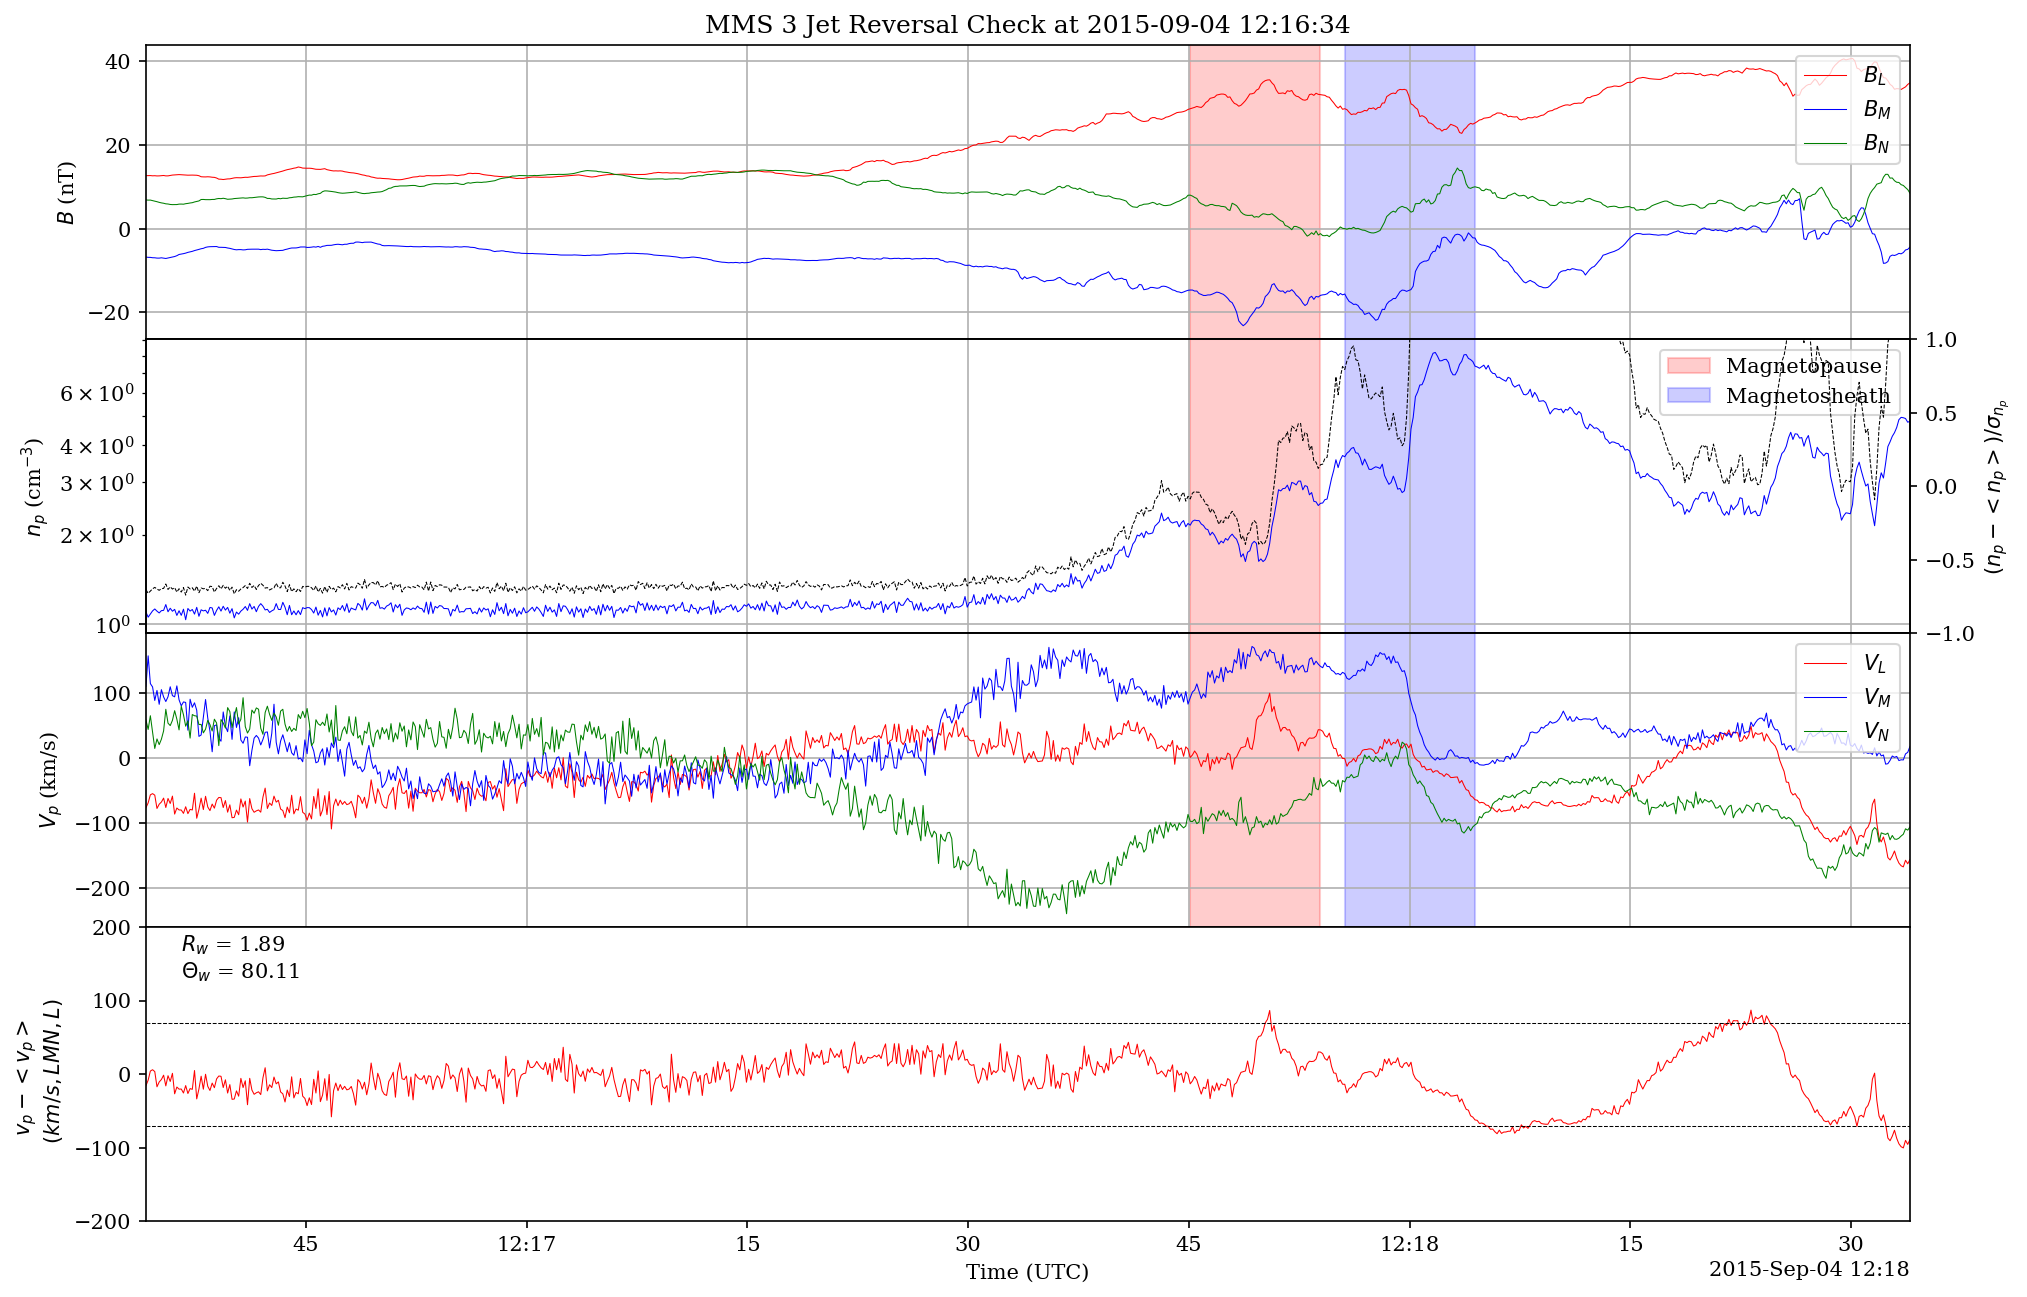 MMS 3 Jet Reversal Check at 2015-09-04 12:16:34
40
20
0
−20
B (nT)
B_L
B_M
B_N
6 × 10^0
4 × 10^0
3 × 10^0
2 × 10^0
10^0
n_p (cm^−3)
Magnetopause
Magnetosheath
1.0
0.5
0.0
−0.5
−1.0
(n_p − < n_p >)/σ_{n_p}
100
0
−100
−200
V_p (km/s)
V_L
V_M
V_N
200
100
0
−100
−200
v_p − < v_p >
(km/s, LMN, L)
R_w = 1.89
Θ_w = 80.11
45 12:17 15 30 45 12:18 15 30
Time (UTC)
2015-Sep-04 12:18